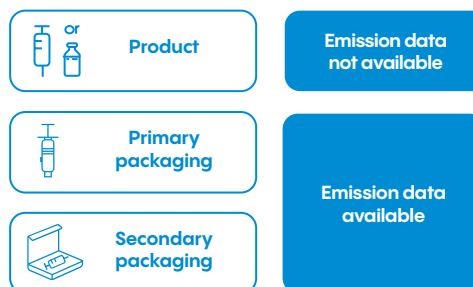 or
Product
Emission data
not available
Primary
packaging
Emission data
available
Secondary
packaging